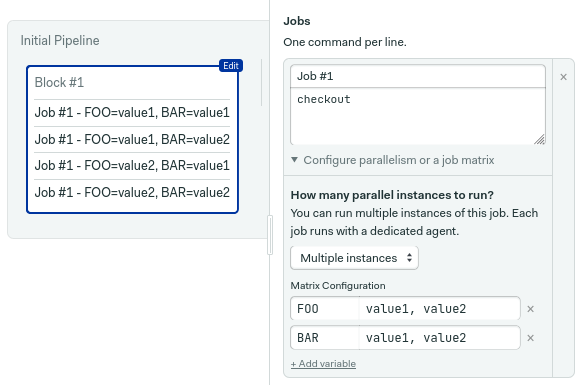 Initial Pipeline
Edit
Block #1
Job #1 - FOO=value1, BAR=value1
Job #1 - FOO=value1, BAR=value2
Job #1 - FOO=value2, BAR=value1
Job #1 - FOO=value2, BAR=value2
Jobs
One command per line.
Job #1
checkout
Configure parallelism or a job matrix
How many parallel instances to run?
You can run multiple instances of this job. Each
job runs with a dedicated agent.
Multiple instances
Matrix Configuration
FOO value1, value2
BAR value1, value2
+ Add variable